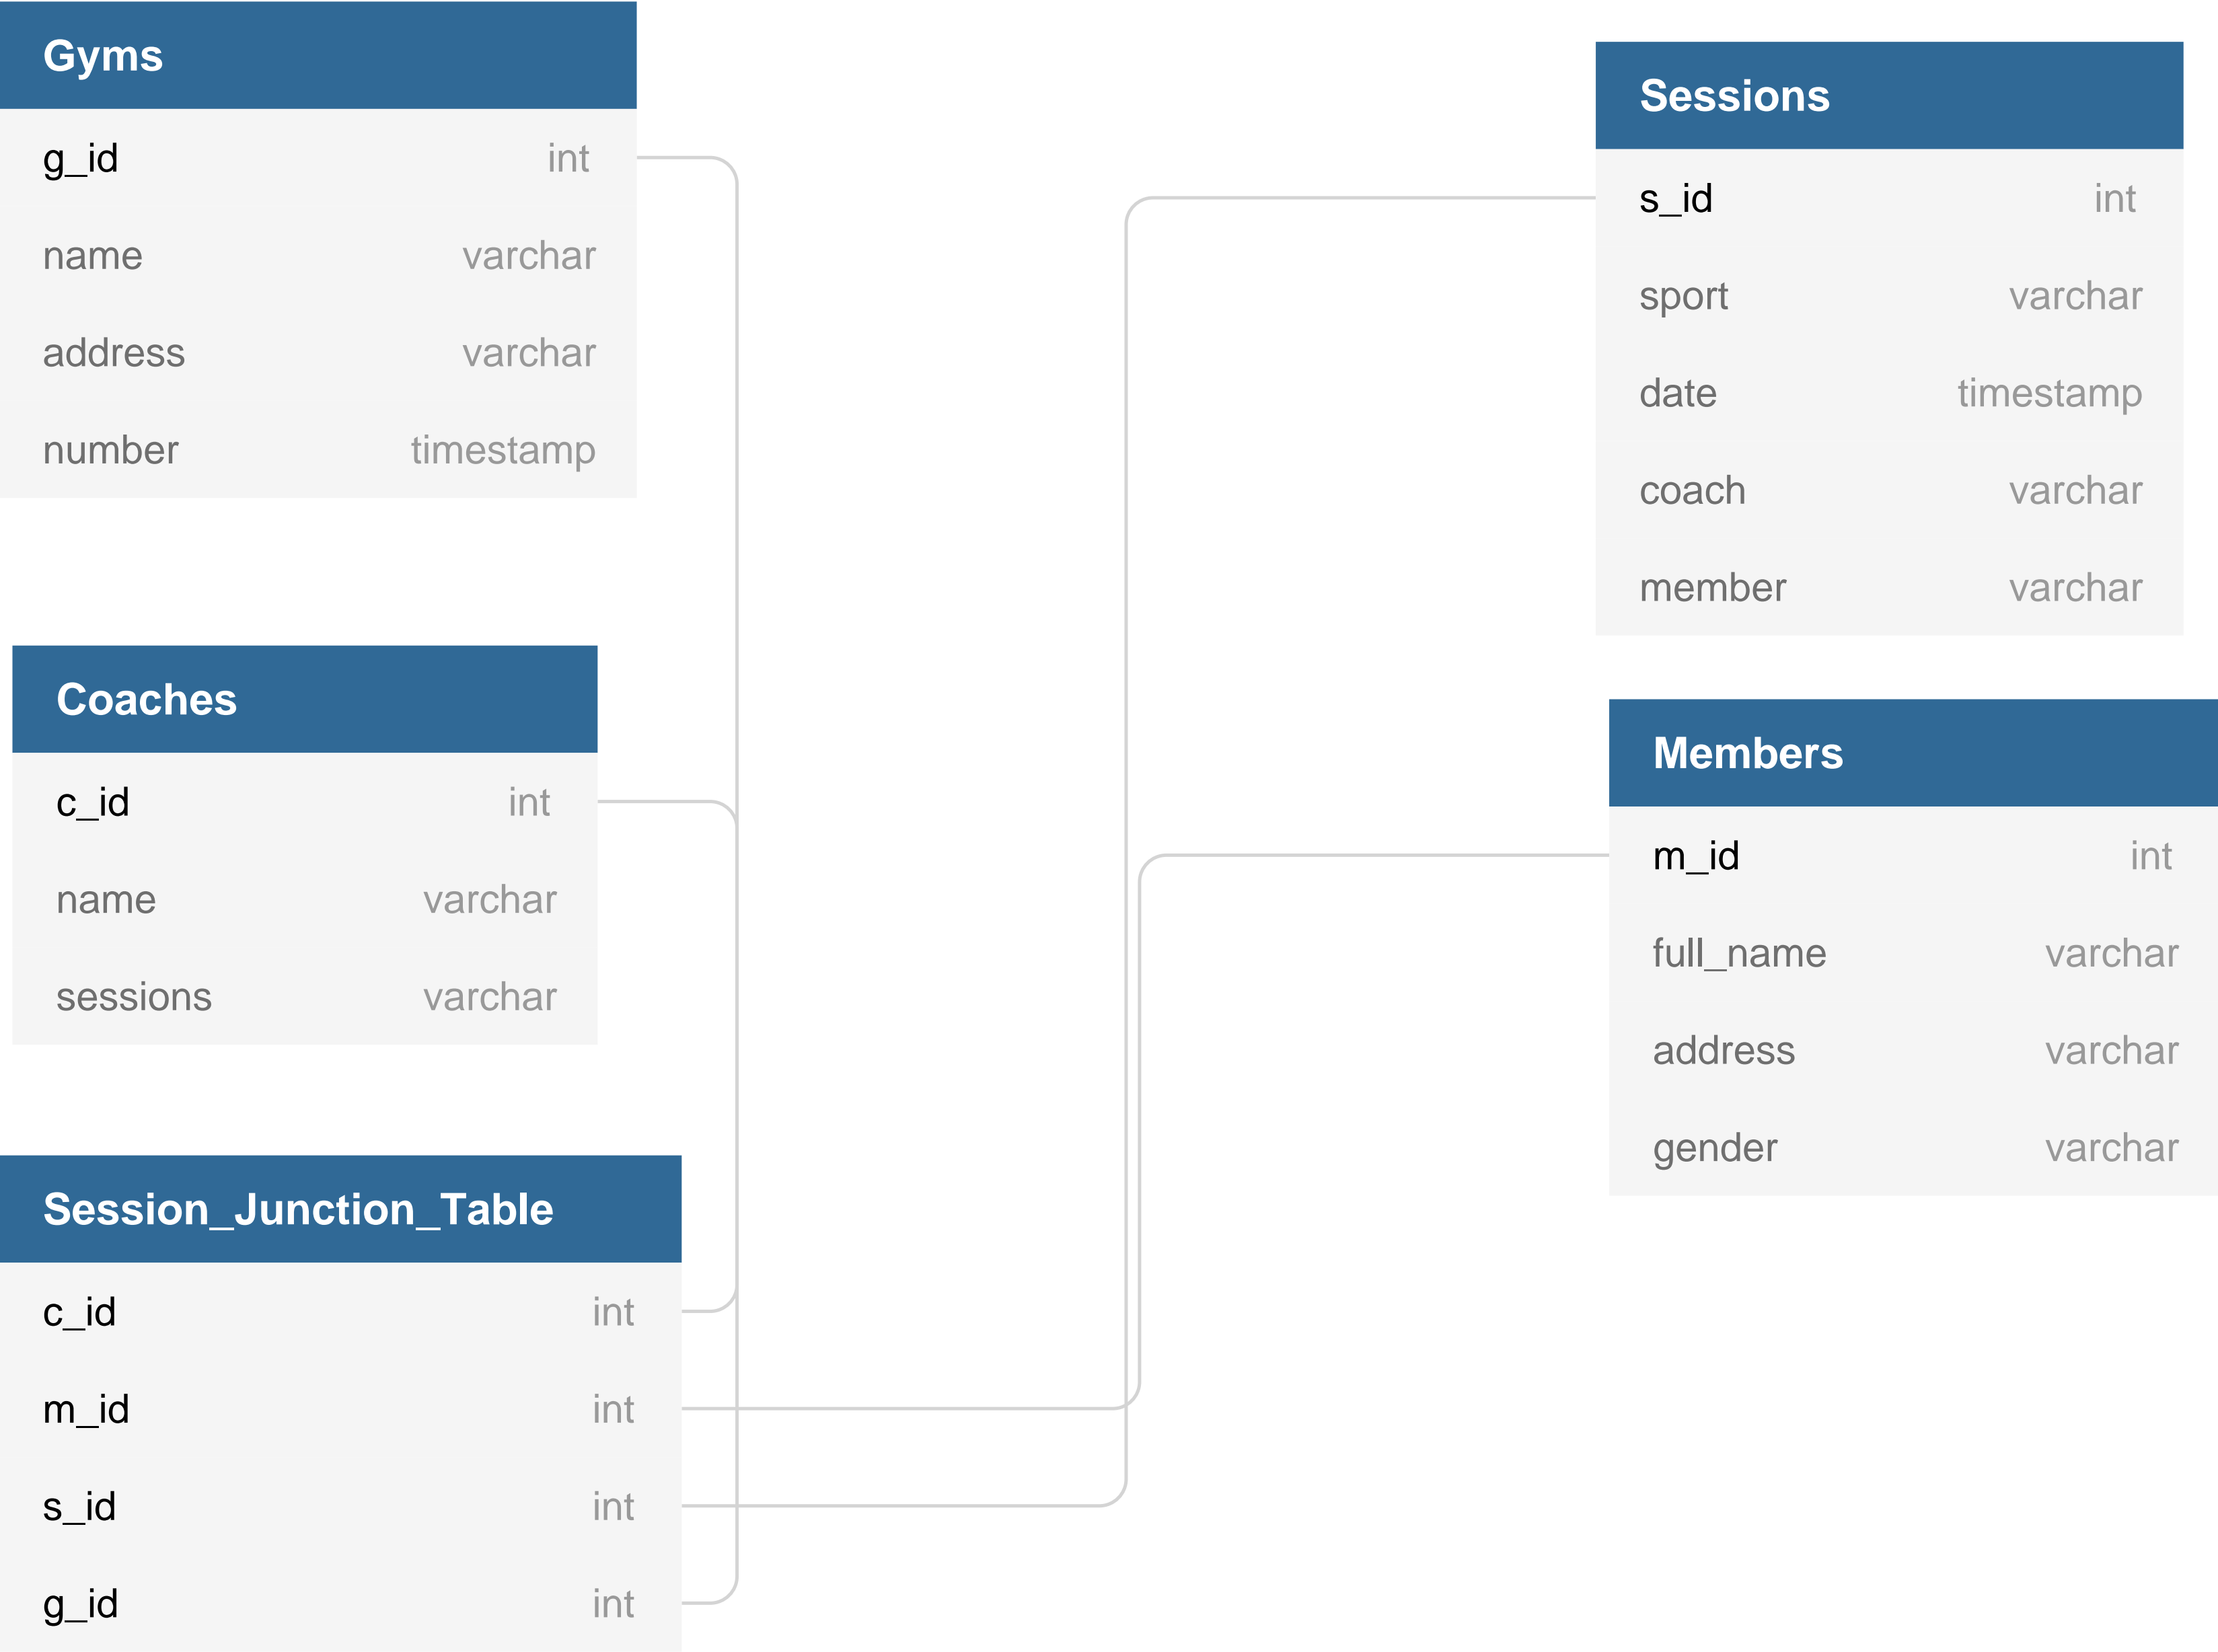 Gyms
g_id int
name varchar
address varchar
number timestamp
Sessions
s_id int
sport varchar
date timestamp
coach varchar
member varchar
Coaches
c_id int
name varchar
sessions varchar
Members
m_id int
full_name varchar
address varchar
gender varchar
Session_Junction_Table
c_id int
m_id int
s_id int
g_id int